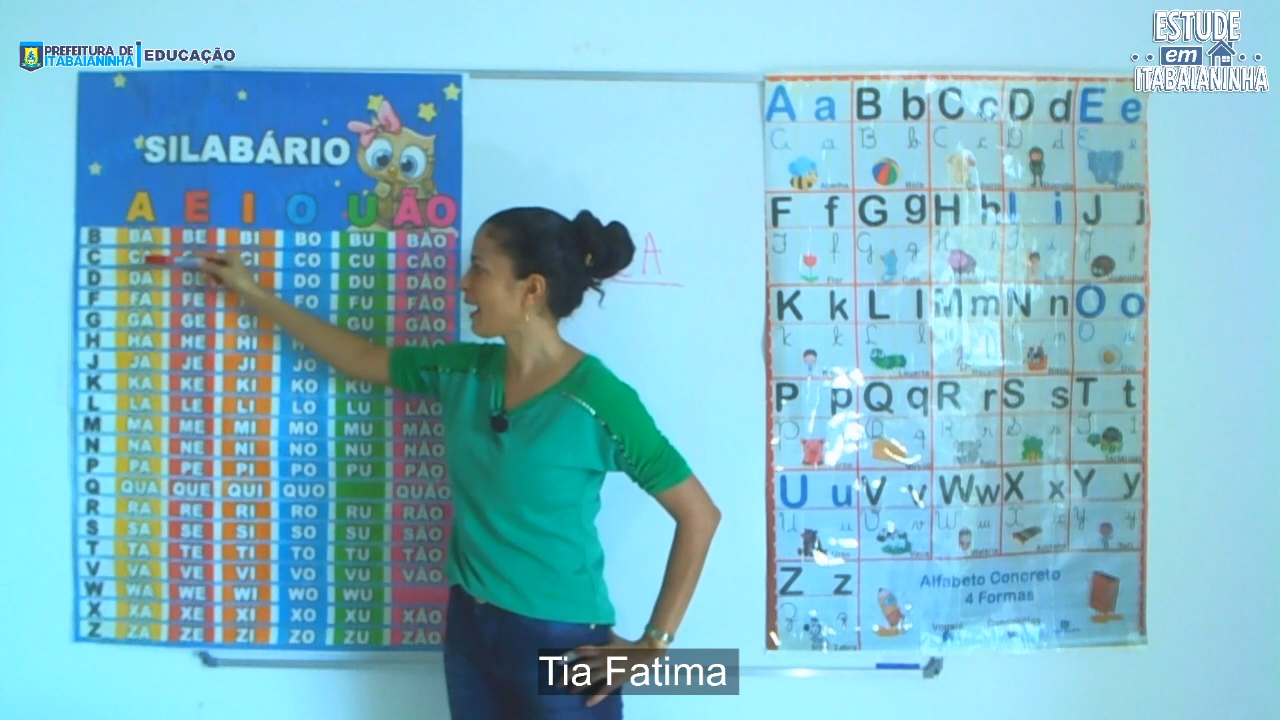 PREFEITURA DE
ITABAIANINHA
EDUCAÇÃO
ESTUDE
em
ITABAIANINHA
SILABÁRIO
A E I O U ÃO
B BA BE BI BO BU BÃO
C CI CO CU CÃO
D DA DE DI DO DU DÃO
F FA FE FO FU FÃO
G GA GE GI GU GÃO
H HA HE HI
J JA JE JI JO
K KA KE KI KO KU
L LA LE LI LO LU LÃO
M MA ME MI MO MU MÃO
N NA NE NI NO NU NÃO
P PA PE PI PO PU PÃO
Q QUA QUE QUI QUO QUÃO
R RA RE RI RO RU RÃO
S SA SE SI SO SU SÃO
T TA TE TI TO TU TÃO
V VA VE VI VO VU VÃO
W WA WE WI WO WU
X XA XE XI XO XU XÃO
Z ZA ZE ZI ZO ZU ZÃO
A
A a B b C c D d E e
F f G g H h I i J j
K k L l M m N n O o
P p Q q R r S s T t
U u V v W w X x Y y
Z z
Alfabeto Concreto
4 Formas
Vogais Consoantes
Tia Fatima